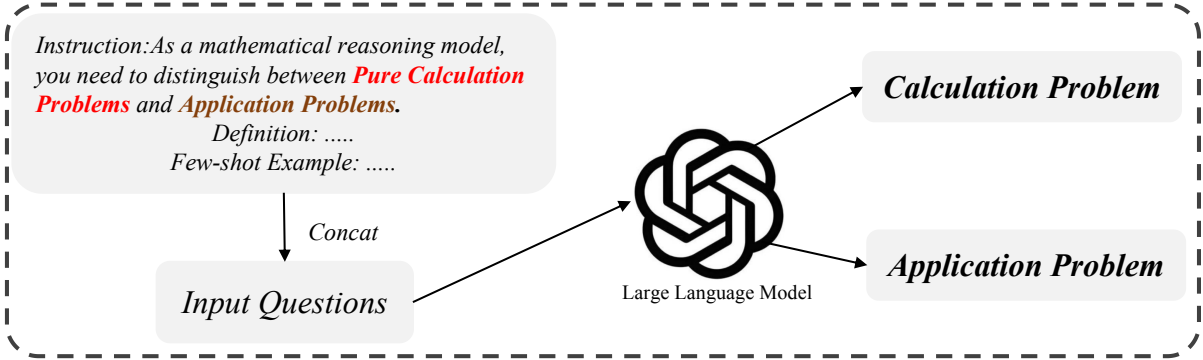 Instruction:As a mathematical reasoning model,
you need to distinguish between Pure Calculation
Problems and Application Problems.
Definition: .....
Few-shot Example: .....
Concat
Input Questions
Large Language Model
Calculation Problem
Application Problem